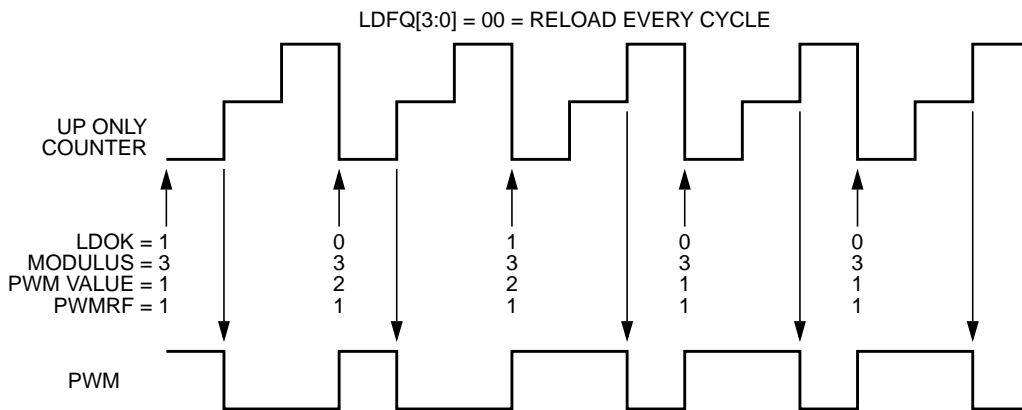 LDFQ[3:0] = 00 = RELOAD EVERY CYCLE
UP ONLY
COUNTER
LDOK = 1 0 1 0 0
MODULUS = 3 3 3 3 3
PWM VALUE = 1 2 2 1 1
PWMRF = 1 1 1 1 1
PWM